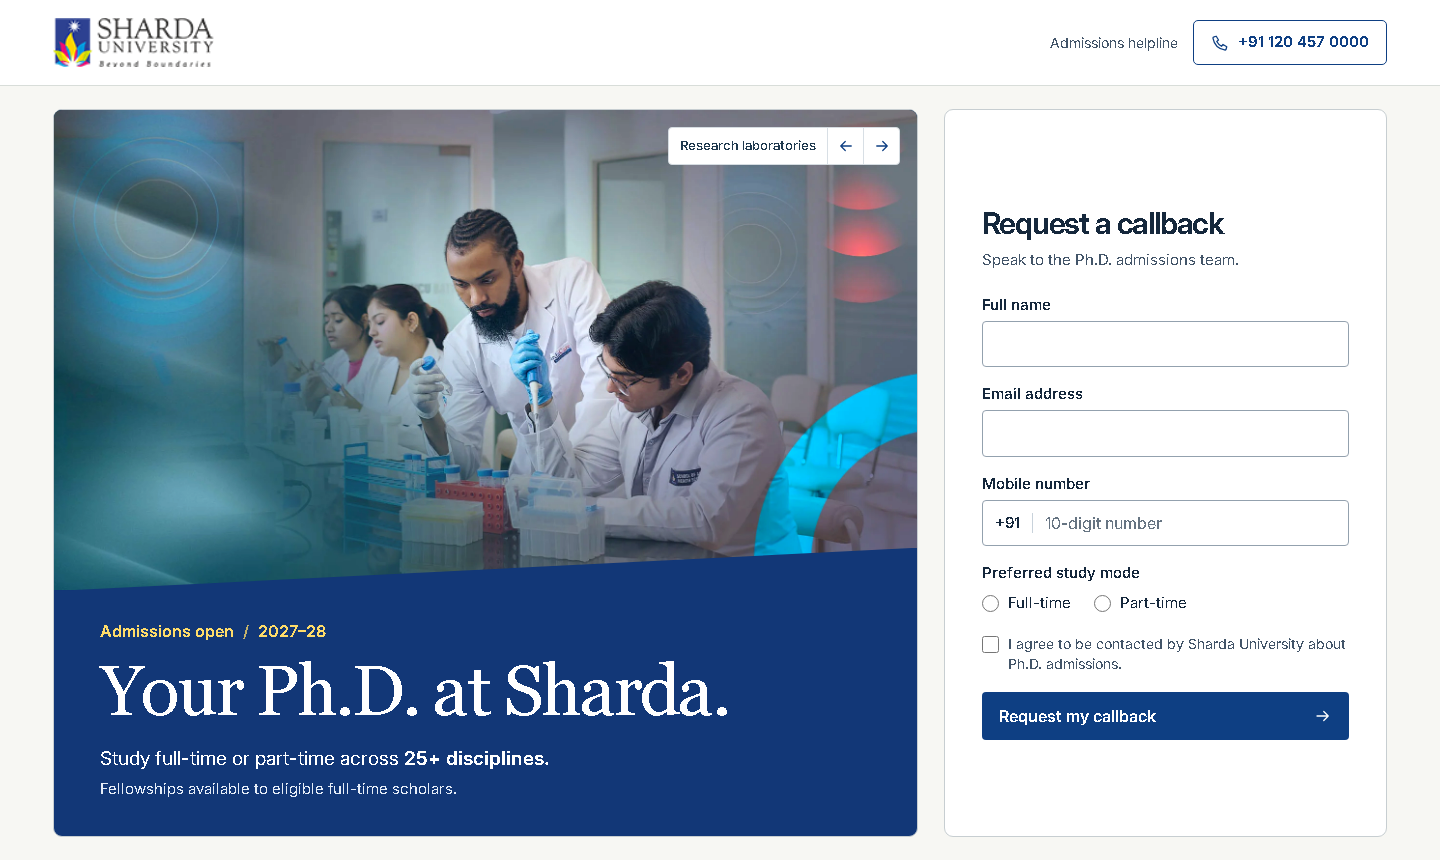 SHARDA
UNIVERSITY
Beyond Boundaries
Admissions helpline
+91 120 457 0000
Research laboratories
Admissions open / 2027–28
Your Ph.D. at Sharda.
Study full-time or part-time across 25+ disciplines.
Fellowships available to eligible full-time scholars.
Request a callback
Speak to the Ph.D. admissions team.
Full name
Email address
Mobile number
+91 10-digit number
Preferred study mode
Full-time Part-time
I agree to be contacted by Sharda University about
Ph.D. admissions.
Request my callback